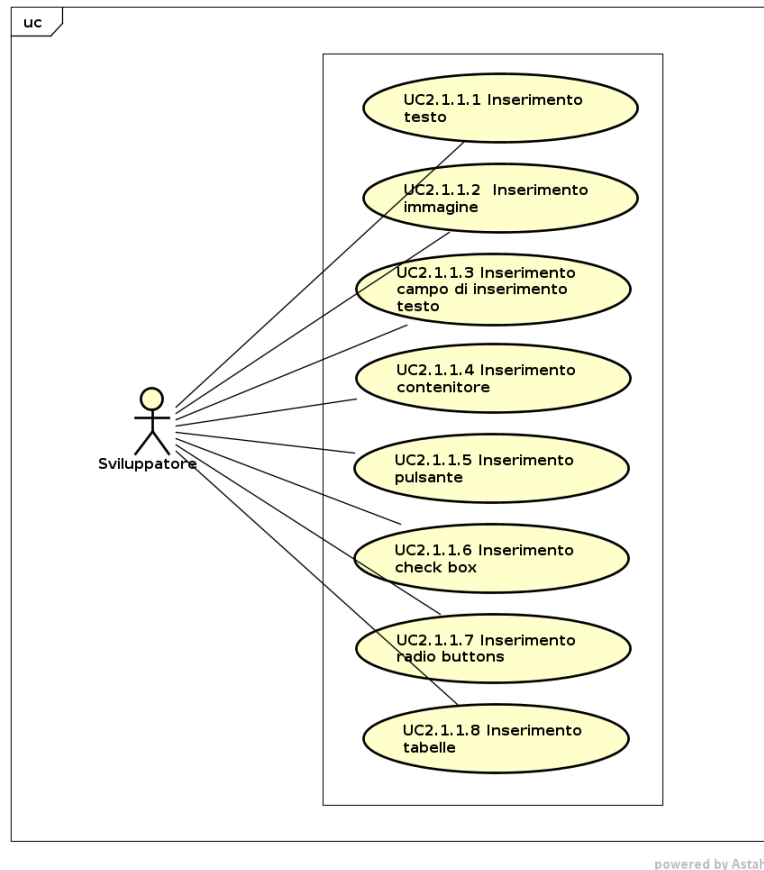 uc
UC2.1.1.1 Inserimento
testo
UC2.1.1.2 Inserimento
immagine
UC2.1.1.3 Inserimento
campo di inserimento
testo
UC2.1.1.4 Inserimento
contenitore
Sviluppatore
UC2.1.1.5 Inserimento
pulsante
UC2.1.1.6 Inserimento
check box
UC2.1.1.7 Inserimento
radio buttons
UC2.1.1.8 Inserimento
tabelle
powered by Astah